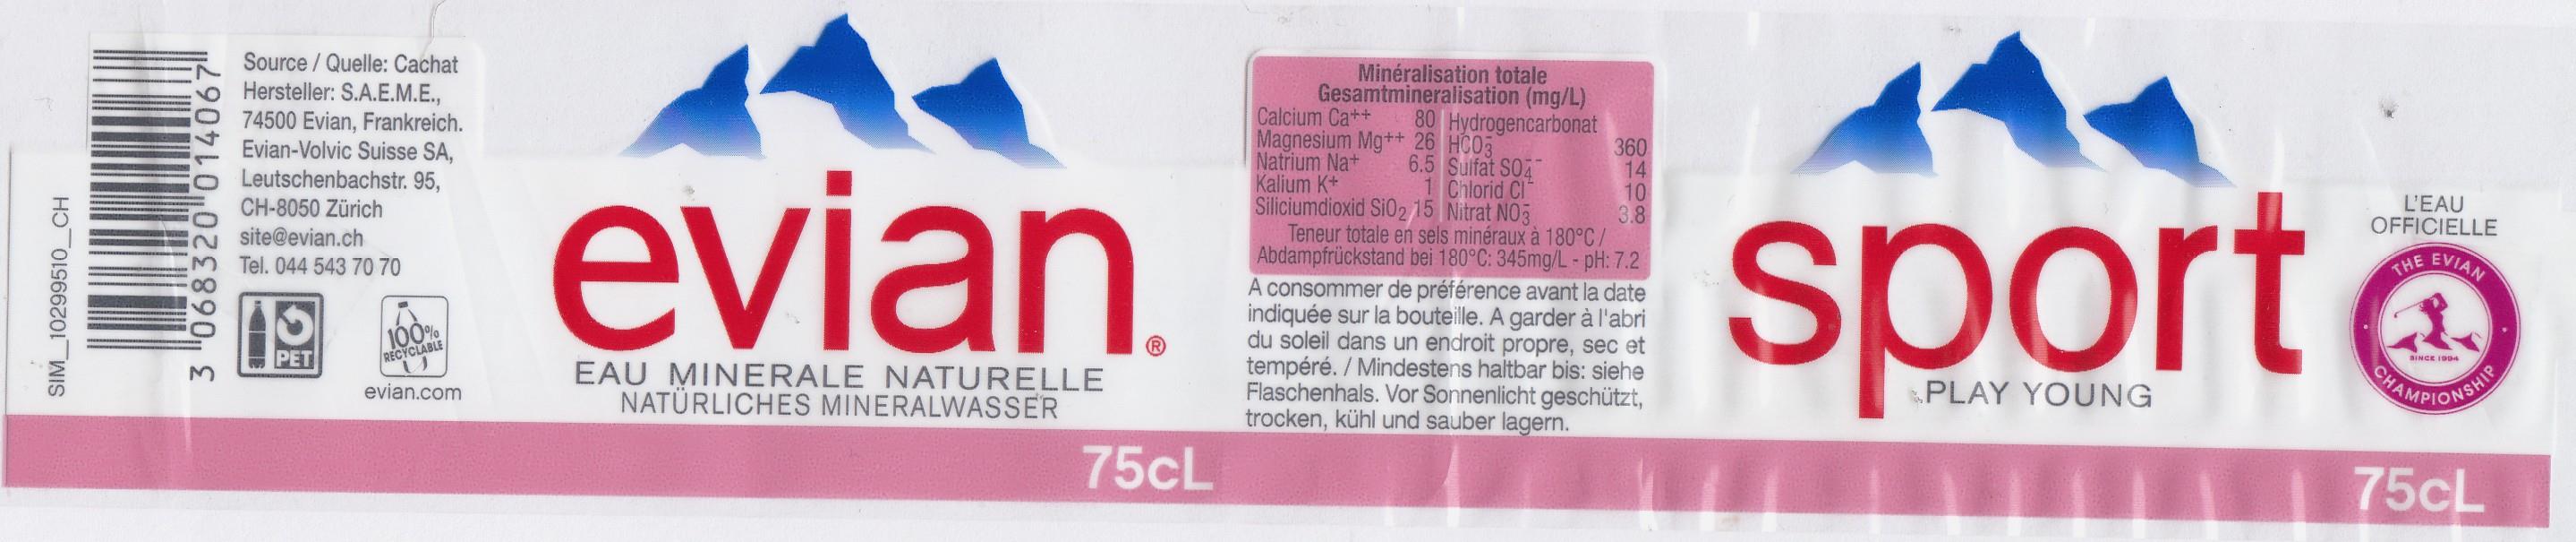 SIM_10299510_CH
3 068320 014067
Source / Quelle: Cachat
Hersteller: S.A.E.M.E.,
74500 Evian, Frankreich.
Evian-Volvic Suisse SA,
Leutschenbachstr. 95,
CH-8050 Zürich
site@evian.ch
Tel. 044 543 70 70
PET
100%
RECYCLABLE
evian.com
evian®
EAU MINERALE NATURELLE
NATÜRLICHES MINERALWASSER
75cL
Minéralisation totale
Gesamtmineralisation (mg/L)
Calcium Ca++ 80
Magnesium Mg++ 26
Natrium Na+ 6.5
Kalium K+ 1
Siliciumdioxid SiO2 15
Hydrogencarbonat
HCO3- 360
Sulfat SO4-- 14
Chlorid Cl- 10
Nitrat NO3- 3.8
Teneur totale en sels minéraux à 180°C /
Abdampfrückstand bei 180°C: 345mg/L - pH: 7.2
A consommer de préférence avant la date
indiquée sur la bouteille. A garder à l'abri
du soleil dans un endroit propre, sec et
tempéré. / Mindestens haltbar bis: siehe
Flaschenhals. Vor Sonnenlicht geschützt,
trocken, kühl und sauber lagern.
sport
PLAY YOUNG
L'EAU
OFFICIELLE
THE EVIAN
SINCE 1994
CHAMPIONSHIP
75cL